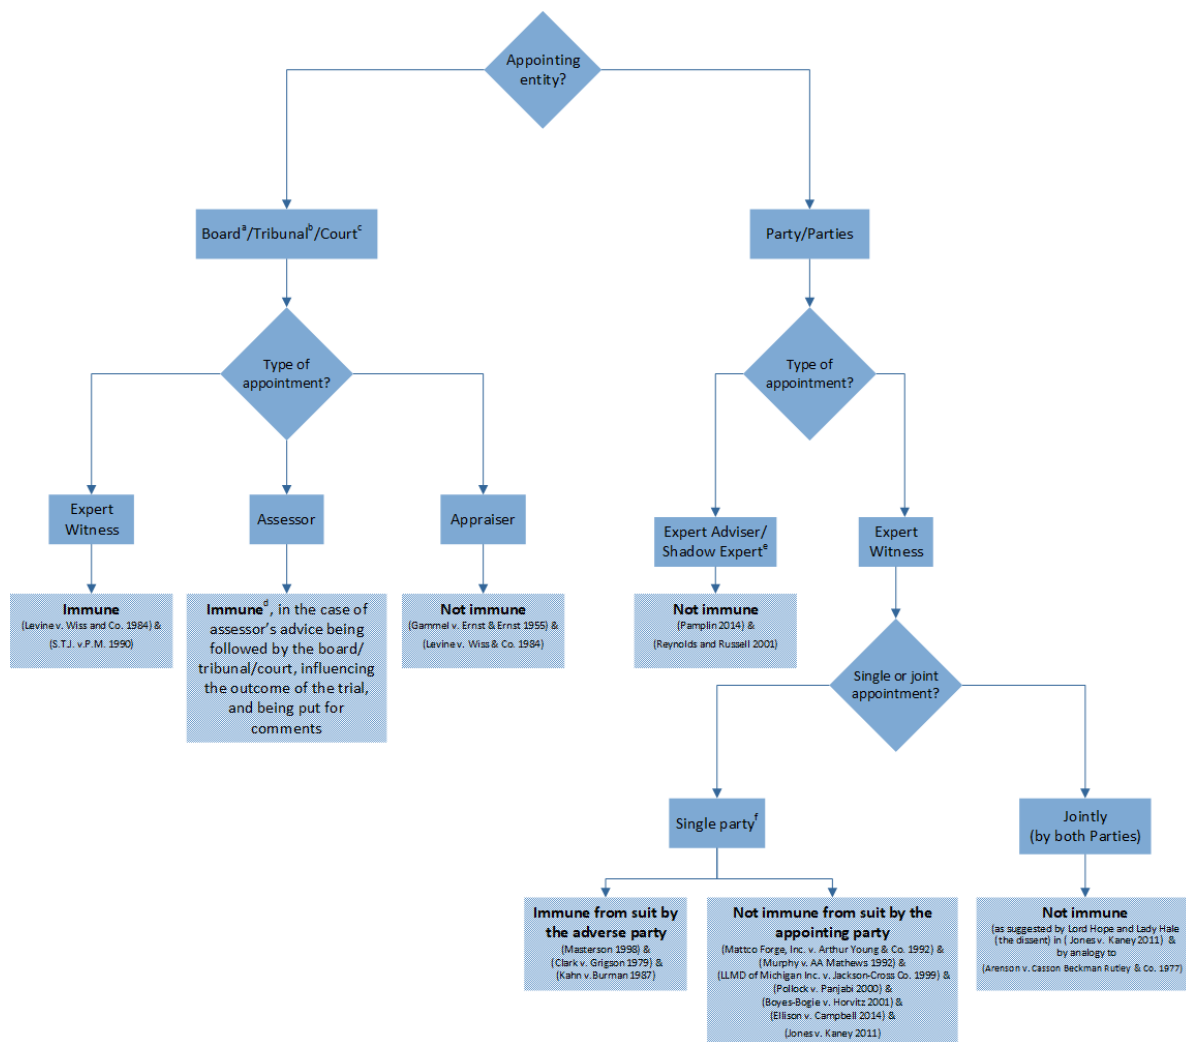 Appointing
entity?
Boardᵃ/Tribunalᵇ/Courtᶜ
Party/Parties
Type of
appointment?
Type of
appointment?
Expert
Witness
Assessor
Appraiser
Expert Adviser/
Shadow Expertᵉ
Expert
Witness
Immune
(Levine v. Wiss and Co. 1984) &
(S.T.J. v.P.M. 1990)
Immuneᵈ, in the case of
assessor's advice being
followed by the board/
tribunal/court, influencing
the outcome of the trial,
and being put for
comments
Not immune
(Gammel v. Ernst & Ernst 1955) &
(Levine v. Wiss & Co. 1984)
Not immune
(Pamplin 2014) &
(Reynolds and Russell 2001)
Single or joint
appointment?
Single partyᶠ
Jointly
(by both Parties)
Immune from suit by
the adverse party
(Masterson 1998) &
(Clark v. Grigson 1979) &
(Kahn v. Burman 1987)
Not immune from suit by the
appointing party
(Mattco Forge, Inc. v. Arthur Young & Co. 1992) &
(Murphy v. AA Mathews 1992) &
(LLMD of Michigan Inc. v. Jackson-Cross Co. 1999) &
(Pollock v. Panjabi 2000) &
(Boyes-Bogie v. Horvitz 2001) &
(Ellison v. Campbell 2014) &
(Jones v. Kaney 2011)
Not immune
(as suggested by Lord Hope and Lady Hale
(the dissent) in ( Jones v. Kaney 2011) &
by analogy to
(Arenson v. Casson Beckman Rutley & Co. 1977)